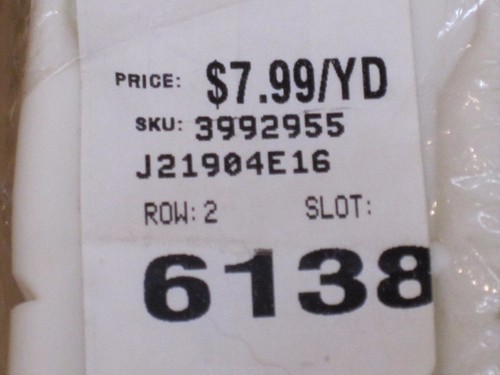 PRICE: $7.99/YD
SKU: 3992955
J21904E16
ROW: 2 SLOT:
6138